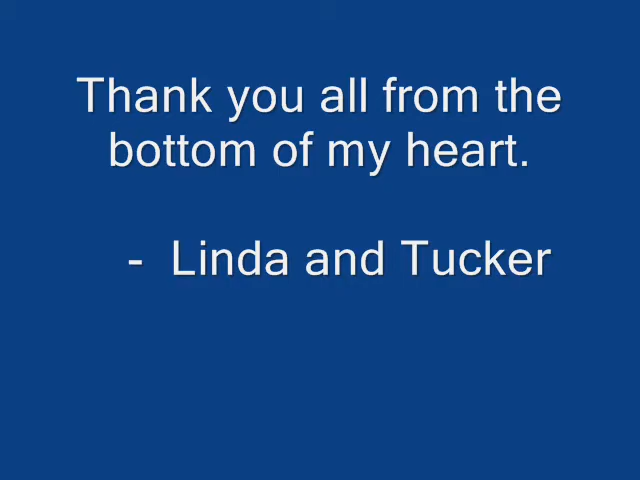 Thank you all from the
bottom of my heart.
- Linda and Tucker